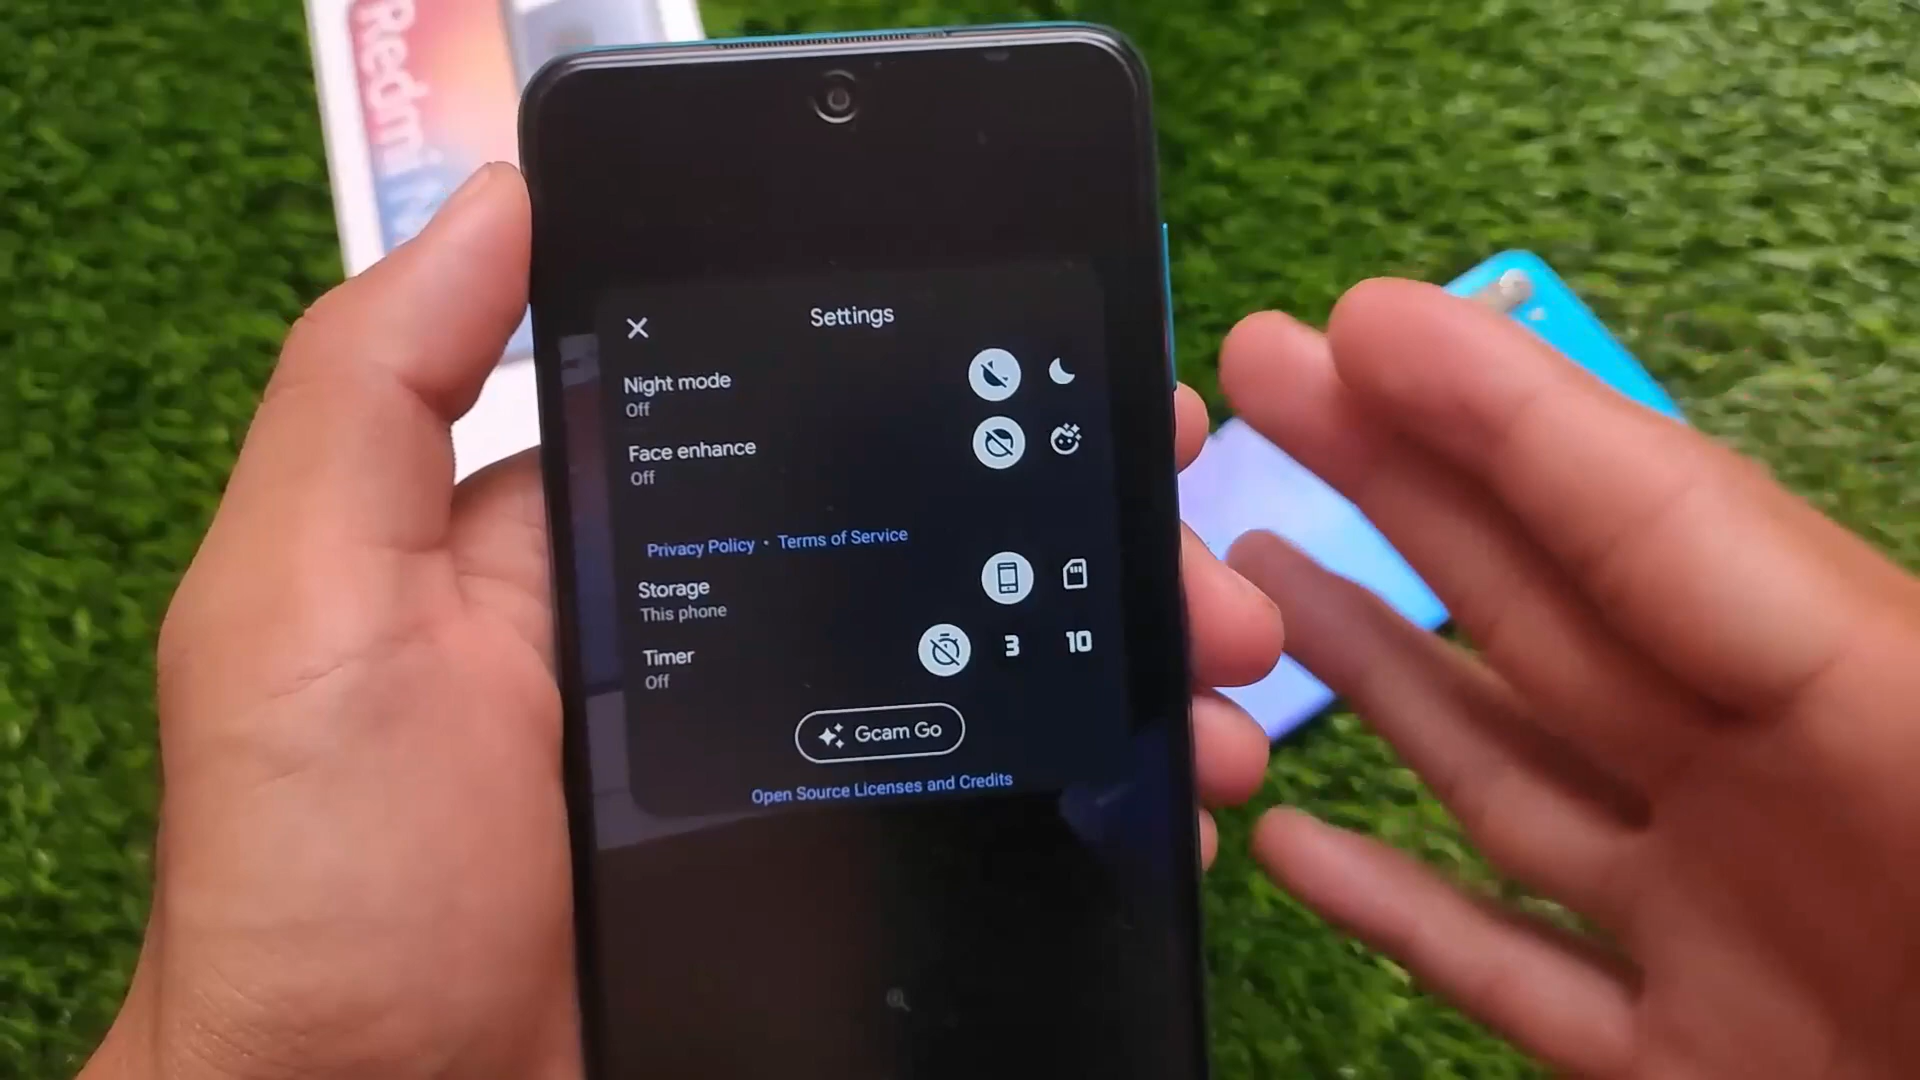 Redmi
Settings
Night mode
Off
Face enhance
Off
Privacy Policy • Terms of Service
Storage
This phone
Timer
Off
3
10
Gcam Go
Open Source Licenses and Credits